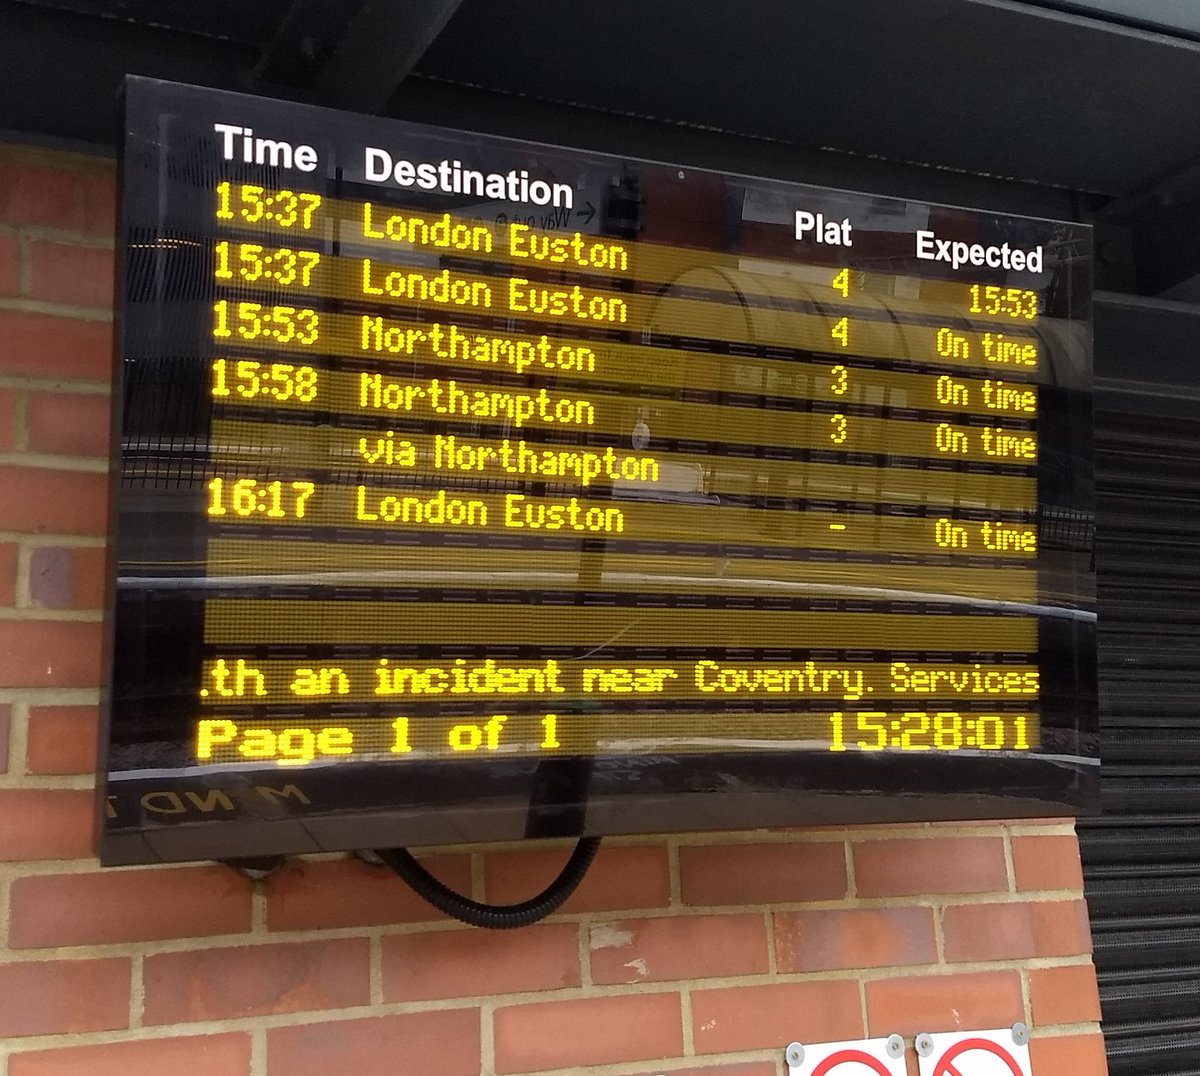 Time Destination Plat Expected
15:37 London Euston 4 15:53
15:37 London Euston 4 On time
15:53 Northampton 3 On time
15:58 Northampton 3 On time
via Northampton
16:17 London Euston - On time
.th an incident near Coventry. Services
Page 1 of 1 15:28:01
Way out